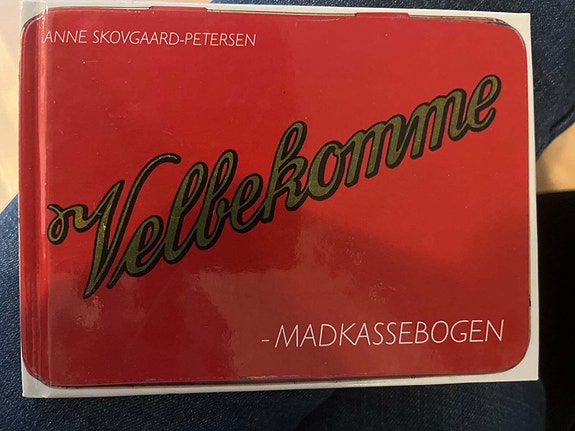 ANNE SKOVGAARD-PETERSEN
Velbekomme
- MADKASSEBOGEN